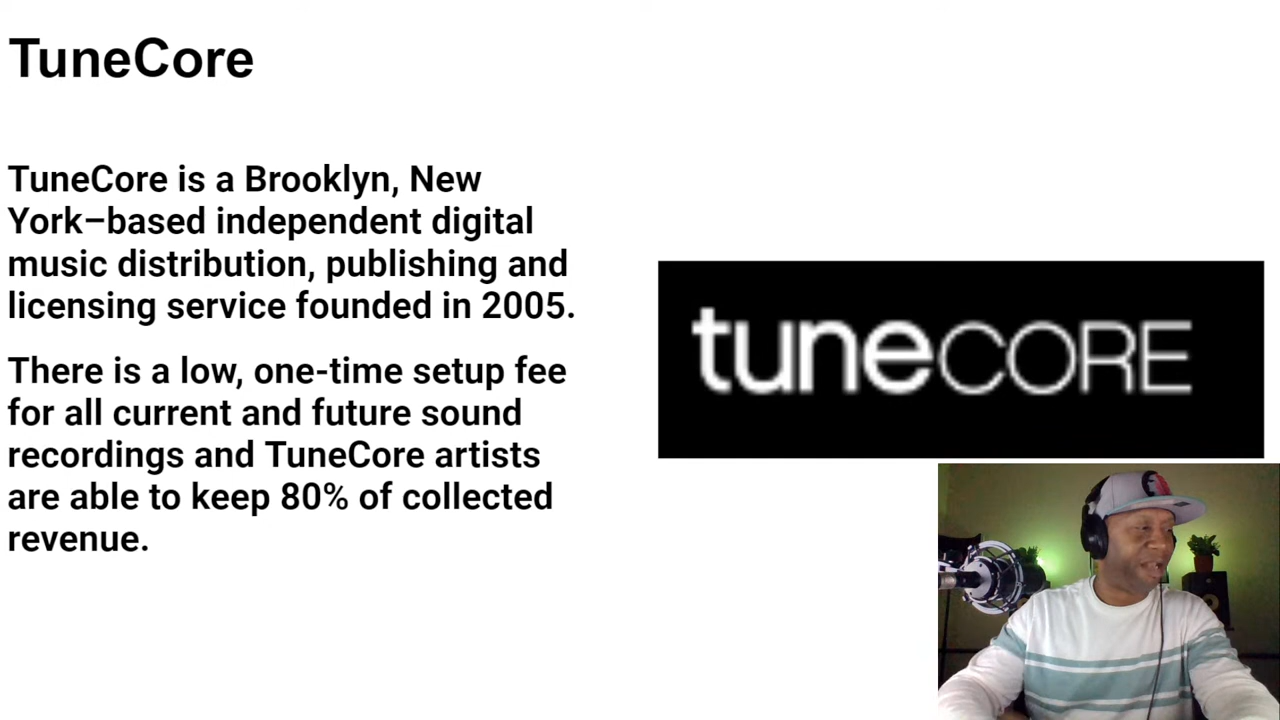 TuneCore
TuneCore is a Brooklyn, New
York–based independent digital
music distribution, publishing and
licensing service founded in 2005.
There is a low, one-time setup fee
for all current and future sound
recordings and TuneCore artists
are able to keep 80% of collected
revenue.
tuneCORE